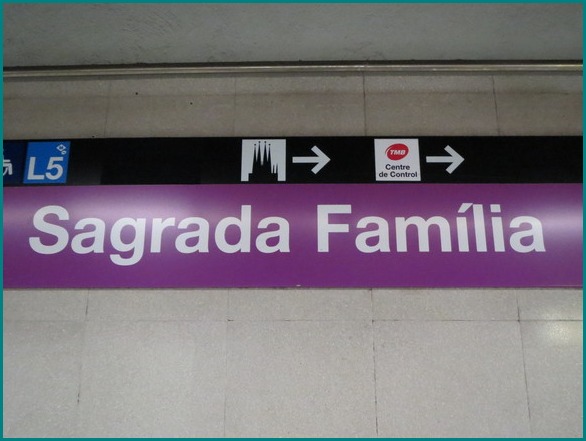 L5
TMB
Centre
de Control
Sagrada Família